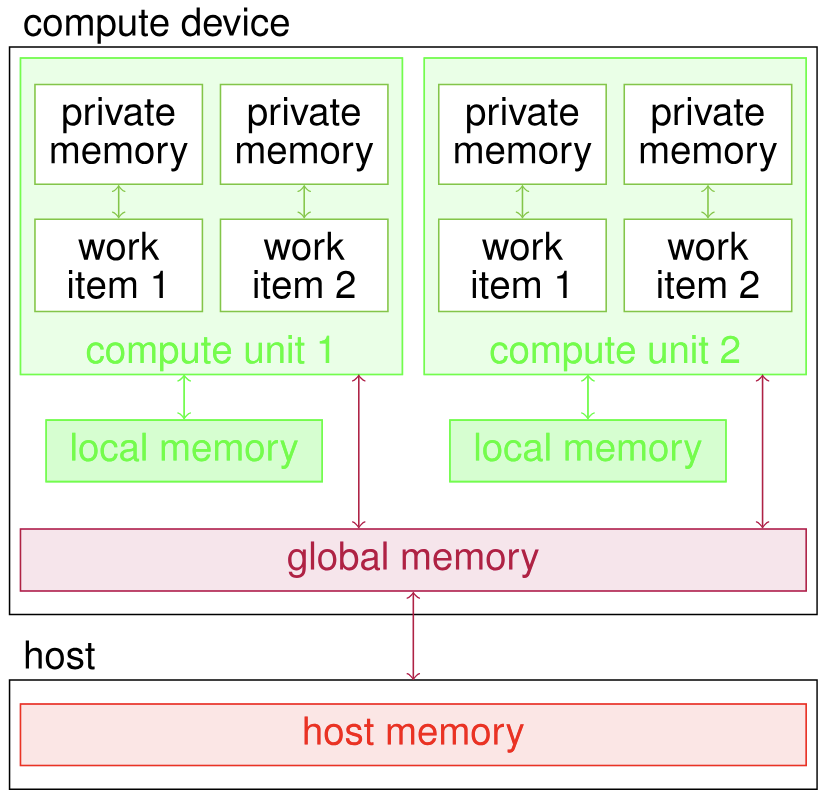 compute device
private memory
private memory
private memory
private memory
work item 1
work item 2
work item 1
work item 2
compute unit 1
compute unit 2
local memory
local memory
global memory
host
host memory